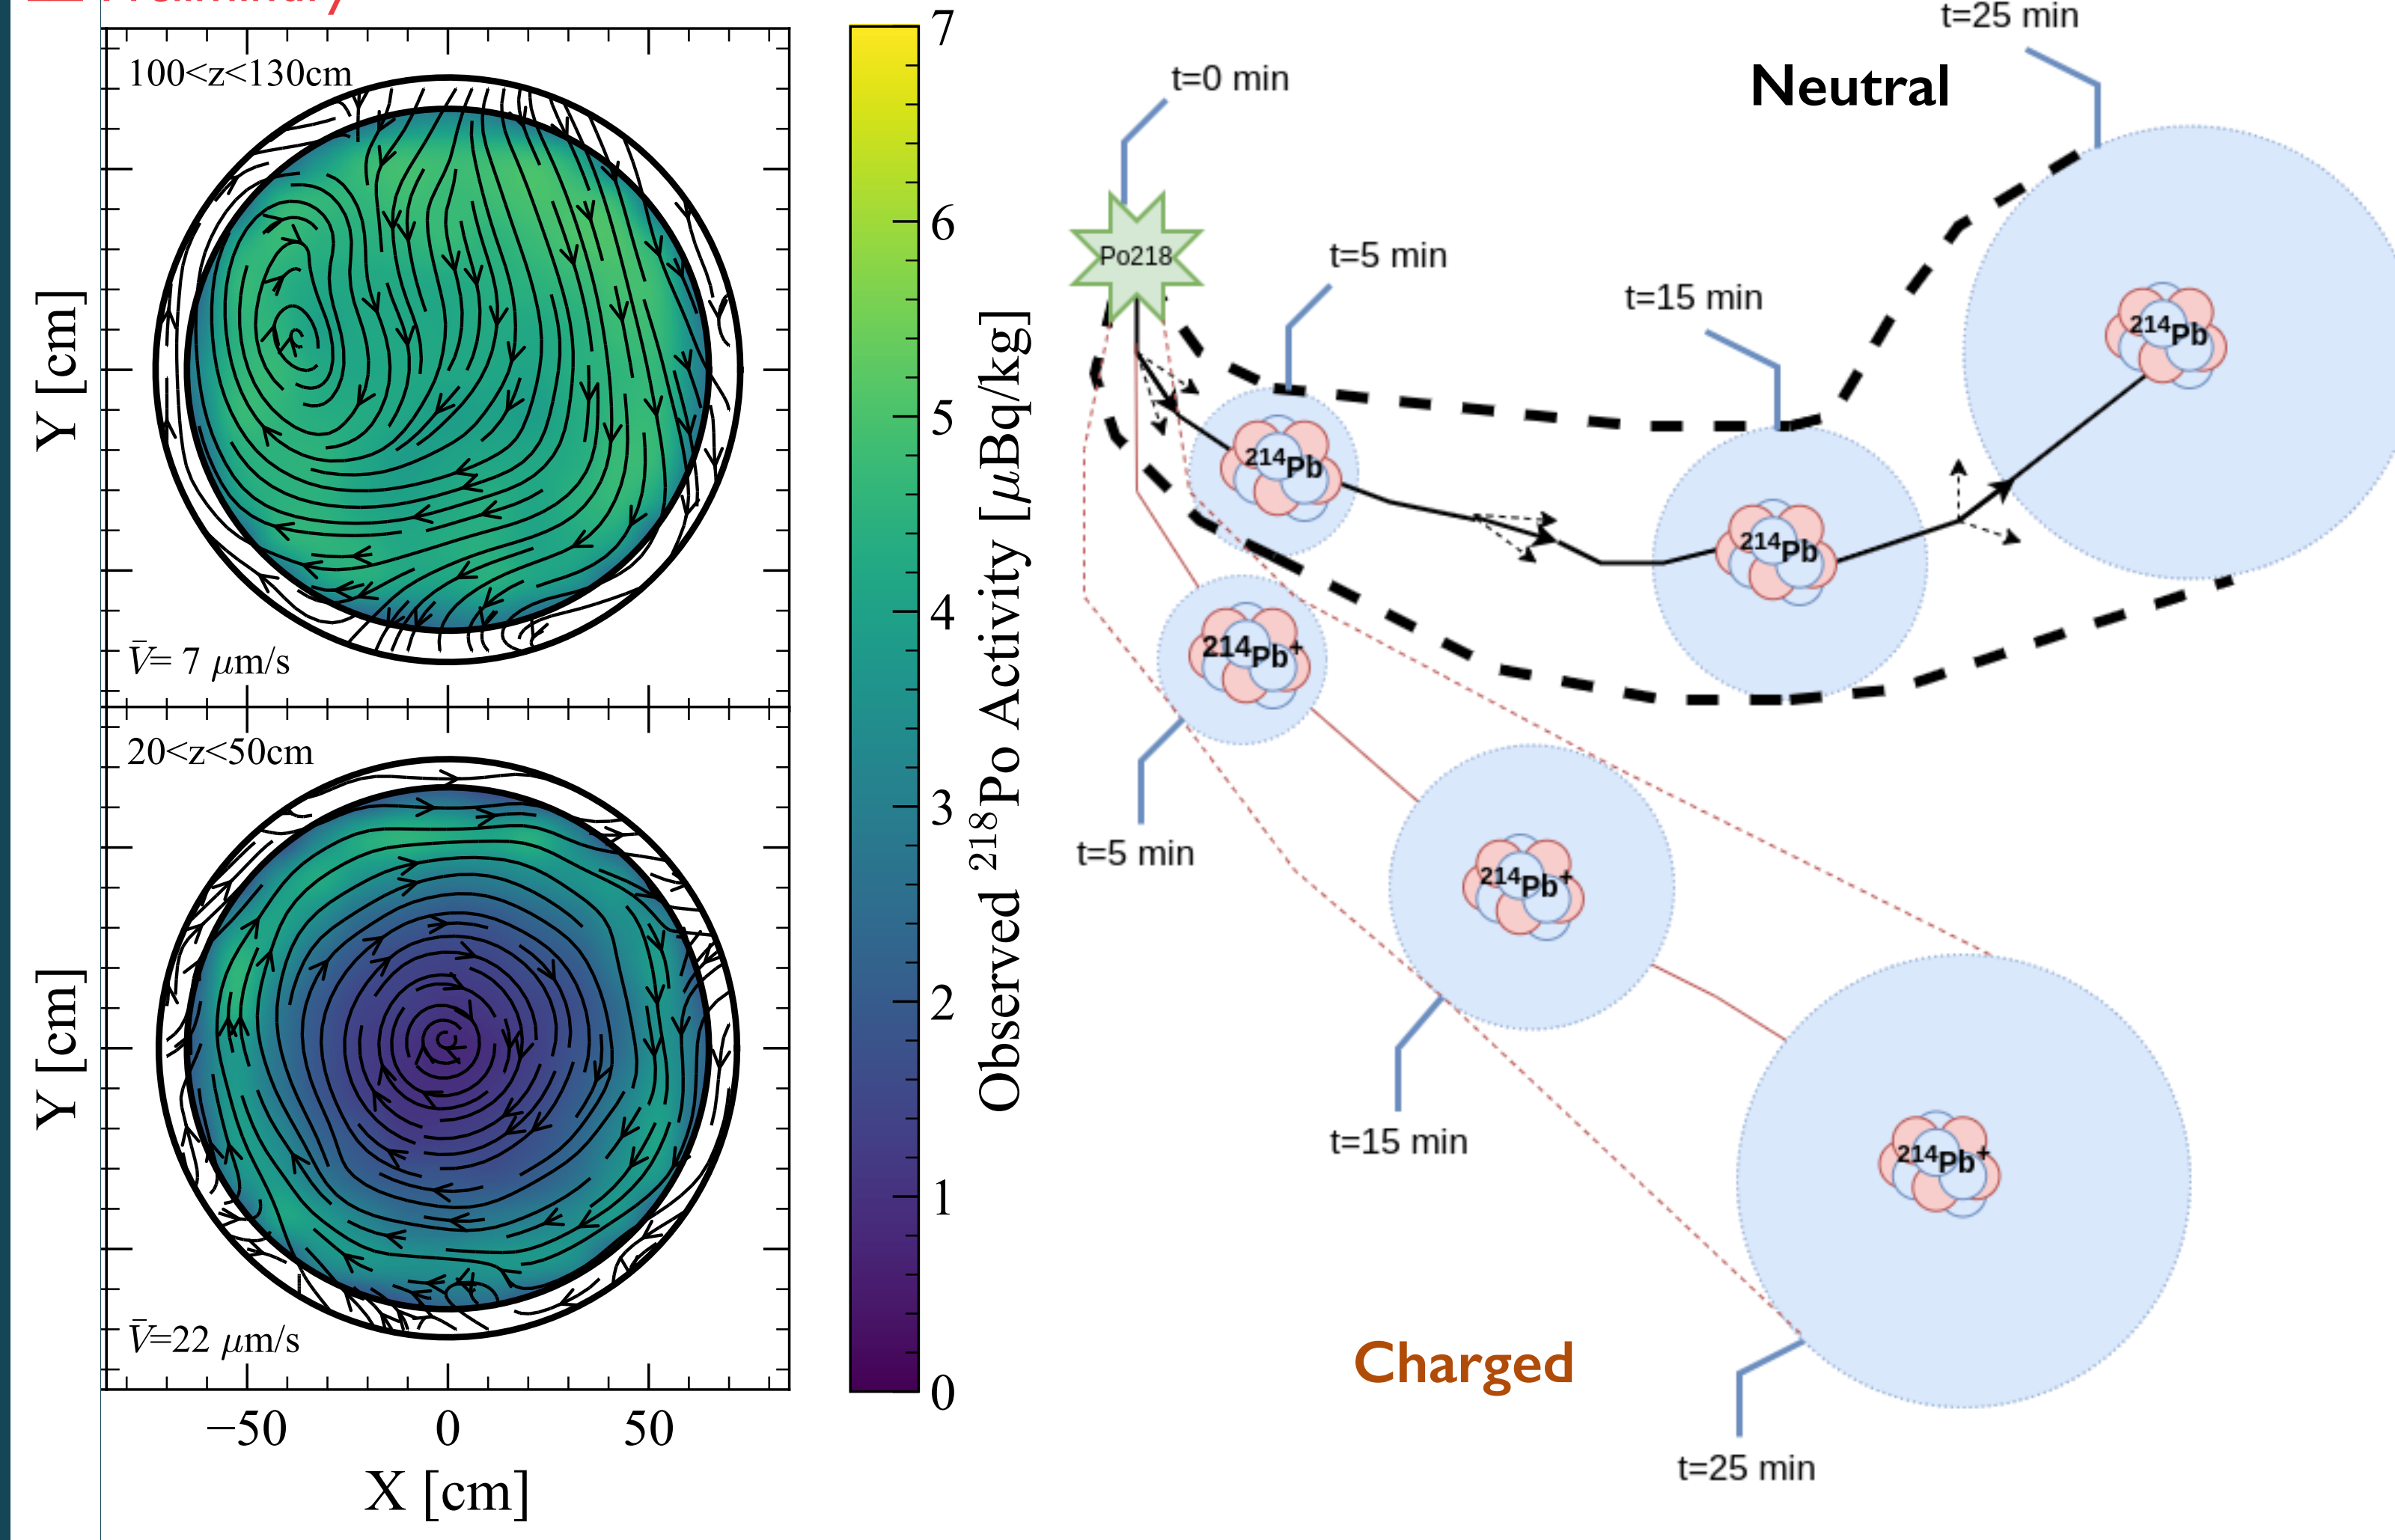 Preliminary
100<z<130cm
Y [cm]
V̄= 7 μm/s
20<z<50cm
Y [cm]
V̄=22 μm/s
−50 0 50
X [cm]
7
6
5
4
3
2
1
0
Observed ²¹⁸Po Activity [μBq/kg]
t=25 min
Neutral
t=0 min
Po218
t=5 min
t=15 min
²¹⁴Pb
²¹⁴Pb
²¹⁴Pb
²¹⁴Pb⁺
t=5 min
²¹⁴Pb⁺
t=15 min
²¹⁴Pb⁺
Charged
t=25 min